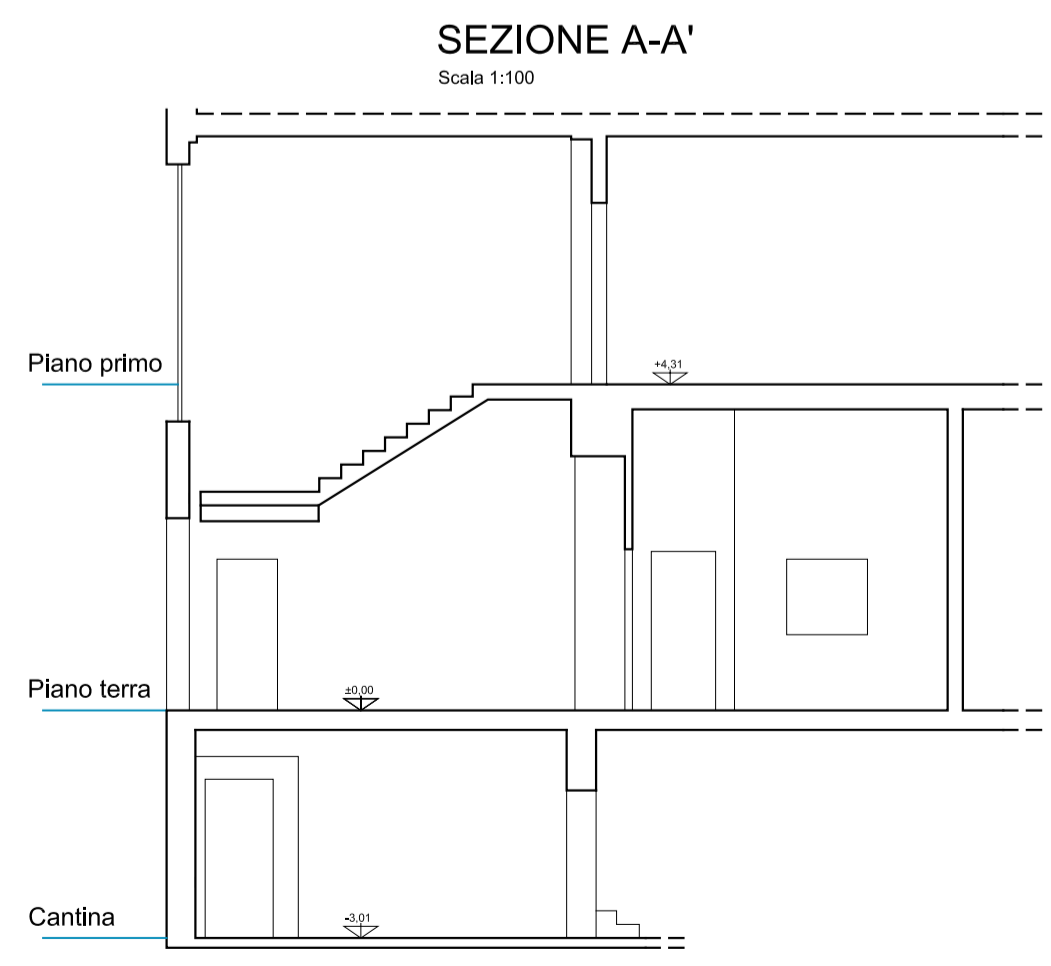 SEZIONE A-A'
Scala 1:100
Piano primo
+4,31
Piano terra
±0,00
Cantina
-3,01